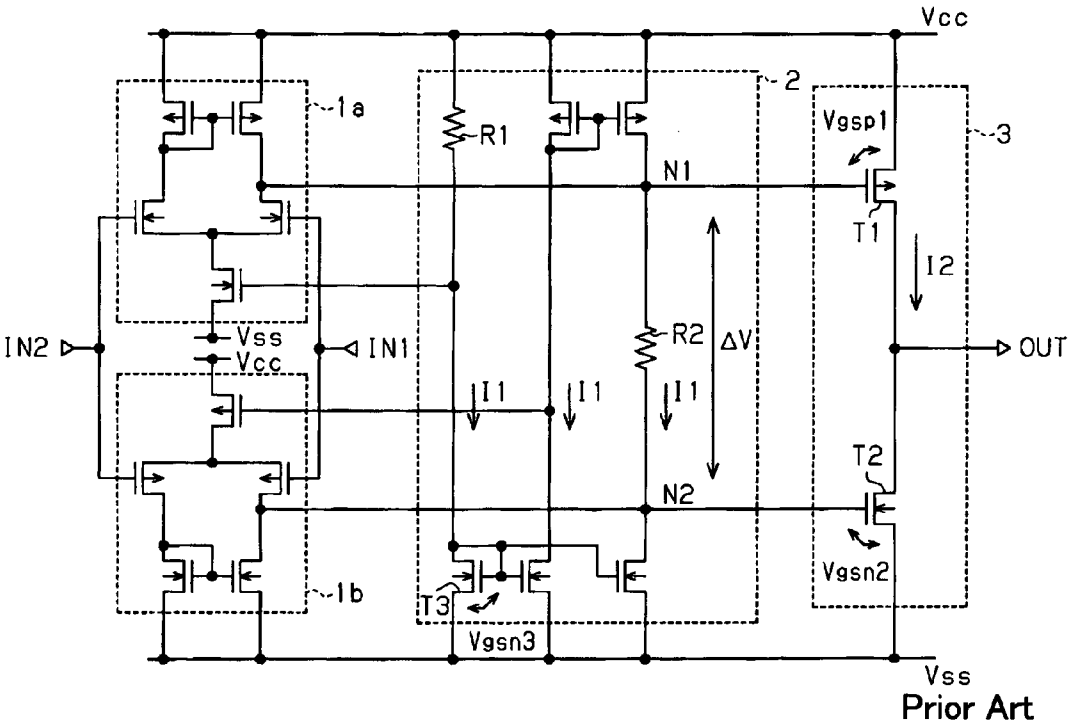 Vcc
1a
2
3
R1
Vgsp1
N1
T1
I2
IN2
Vss
Vcc
IN1
R2
ΔV
OUT
I1
I1
I1
N2
T2
T3
Vgsn3
Vgsn2
1b
Vss
Prior Art